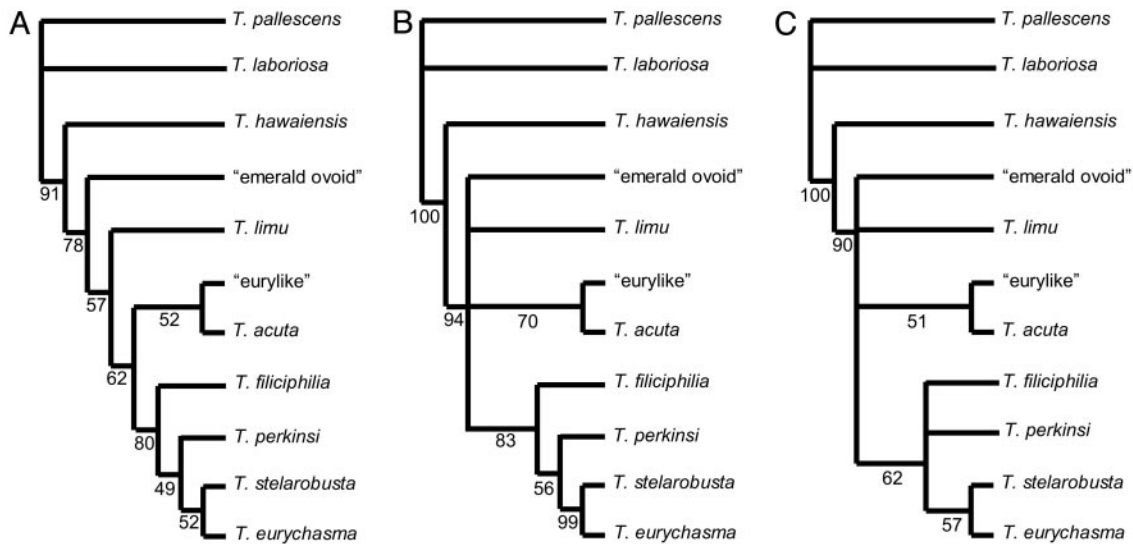 A
T. pallescens
T. laboriosa
T. hawaiensis
"emerald ovoid"
T. limu
"eurylike"
T. acuta
T. filiciphilia
T. perkinsi
T. stelarobusta
T. eurychasma
91
78
57
52
62
80
49
52
B
T. pallescens
T. laboriosa
T. hawaiensis
"emerald ovoid"
T. limu
"eurylike"
T. acuta
T. filiciphilia
T. perkinsi
T. stelarobusta
T. eurychasma
100
94
70
83
56
99
C
T. pallescens
T. laboriosa
T. hawaiensis
"emerald ovoid"
T. limu
"eurylike"
T. acuta
T. filiciphilia
T. perkinsi
T. stelarobusta
T. eurychasma
100
90
51
62
57